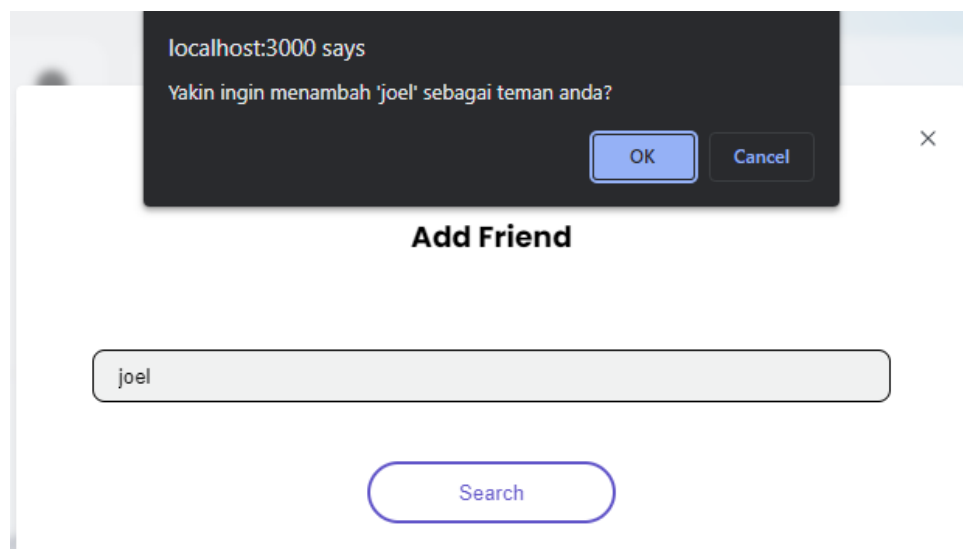 localhost:3000 says
Yakin ingin menambah 'joel' sebagai teman anda?
OK Cancel
Add Friend
joel
Search